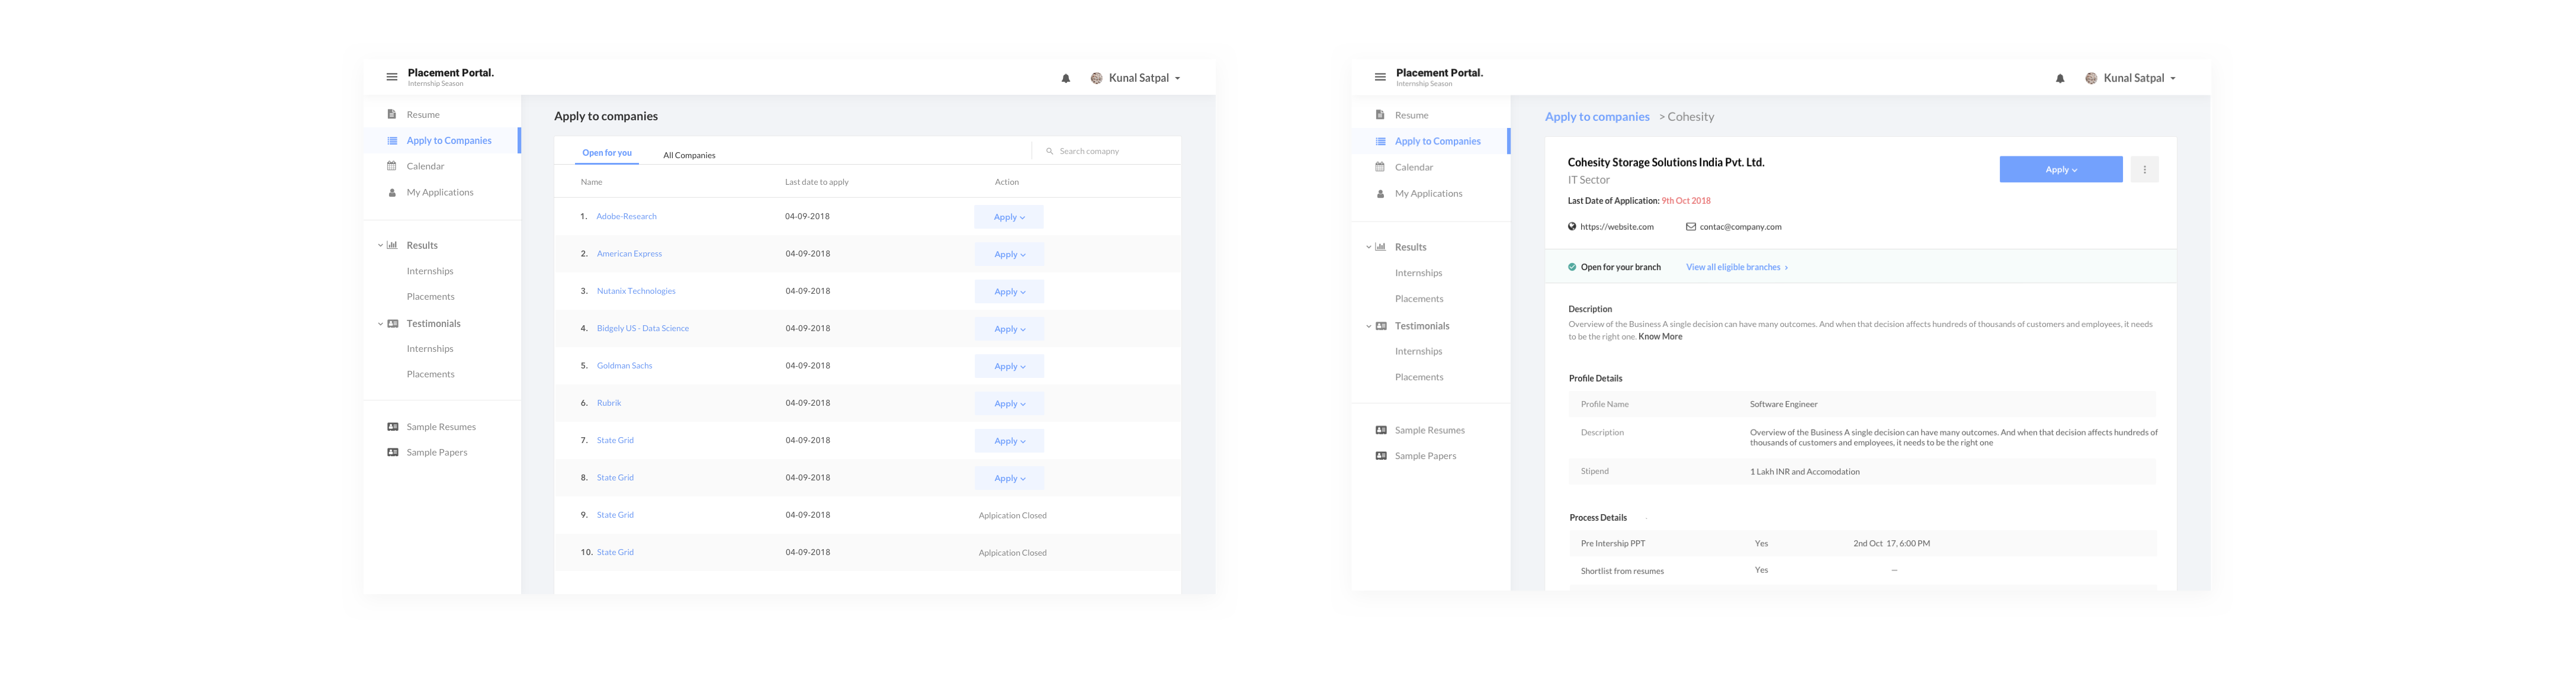 Placement Portal.
Internship Season
Kunal Satpal
Resume
Apply to Companies
Calendar
My Applications
Results
Internships
Placements
Testimonials
Internships
Placements
Sample Resumes
Sample Papers
Apply to companies
Open for you All Companies Search comapny
Name Last date to apply Action
1. Adobe-Research 04-09-2018 Apply
2. American Express 04-09-2018 Apply
3. Nutanix Technologies 04-09-2018 Apply
4. Bidgely US - Data Science 04-09-2018 Apply
5. Goldman Sachs 04-09-2018 Apply
6. Rubrik 04-09-2018 Apply
7. State Grid 04-09-2018 Apply
8. State Grid 04-09-2018 Apply
9. State Grid 04-09-2018 Aplpication Closed
10. State Grid 04-09-2018 Aplpication Closed
Placement Portal.
Internship Season
Kunal Satpal
Resume
Apply to Companies
Calendar
My Applications
Results
Internships
Placements
Testimonials
Internships
Placements
Sample Resumes
Sample Papers
Apply to companies > Cohesity
Cohesity Storage Solutions India Pvt. Ltd.
Apply
IT Sector
Last Date of Application: 9th Oct 2018
https://website.com contac@company.com
Open for your branch View all eligible branches >
Description
Overview of the Business A single decision can have many outcomes. And when that decision affects hundreds of thousands of customers and employees, it needs
to be the right one. Know More
Profile Details
Profile Name Software Engineer
Description Overview of the Business A single decision can have many outcomes. And when that decision affects hundreds of
thousands of customers and employees, it needs to be the right one
Stipend 1 Lakh INR and Accomodation
Process Details
Pre Intership PPT Yes 2nd Oct 17, 6:00 PM
Shortlist from resumes Yes —